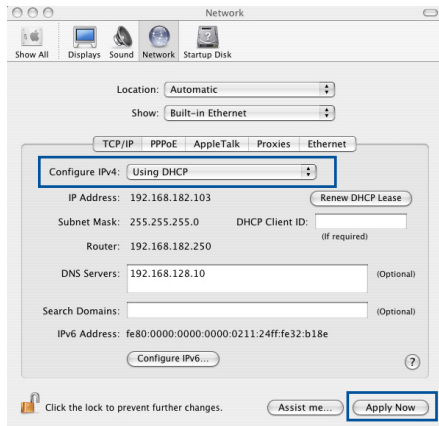 Network
Show All Displays Sound Network Startup Disk
Location: Automatic
Show: Built-in Ethernet
TCP/IP PPPoE AppleTalk Proxies Ethernet
Configure IPv4: Using DHCP
IP Address: 192.168.182.103 Renew DHCP Lease
Subnet Mask: 255.255.255.0 DHCP Client ID:
(If required)
Router: 192.168.182.250
DNS Servers: 192.168.128.10 (Optional)
Search Domains: (Optional)
IPv6 Address: fe80:0000:0000:0000:0211:24ff:fe32:b18e
Configure IPv6... ?
Click the lock to prevent further changes. Assist me... Apply Now